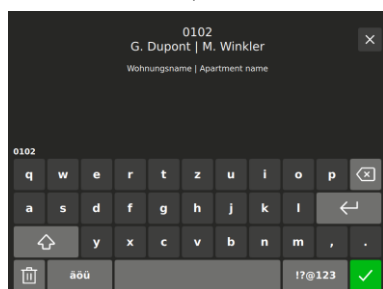 0102
G. Dupont | M. Winkler
Wohnungsname | Apartment name
0102
q w e r t z u i o p
a s d f g h j k l
y x c v b n m , .
äöü !?@123